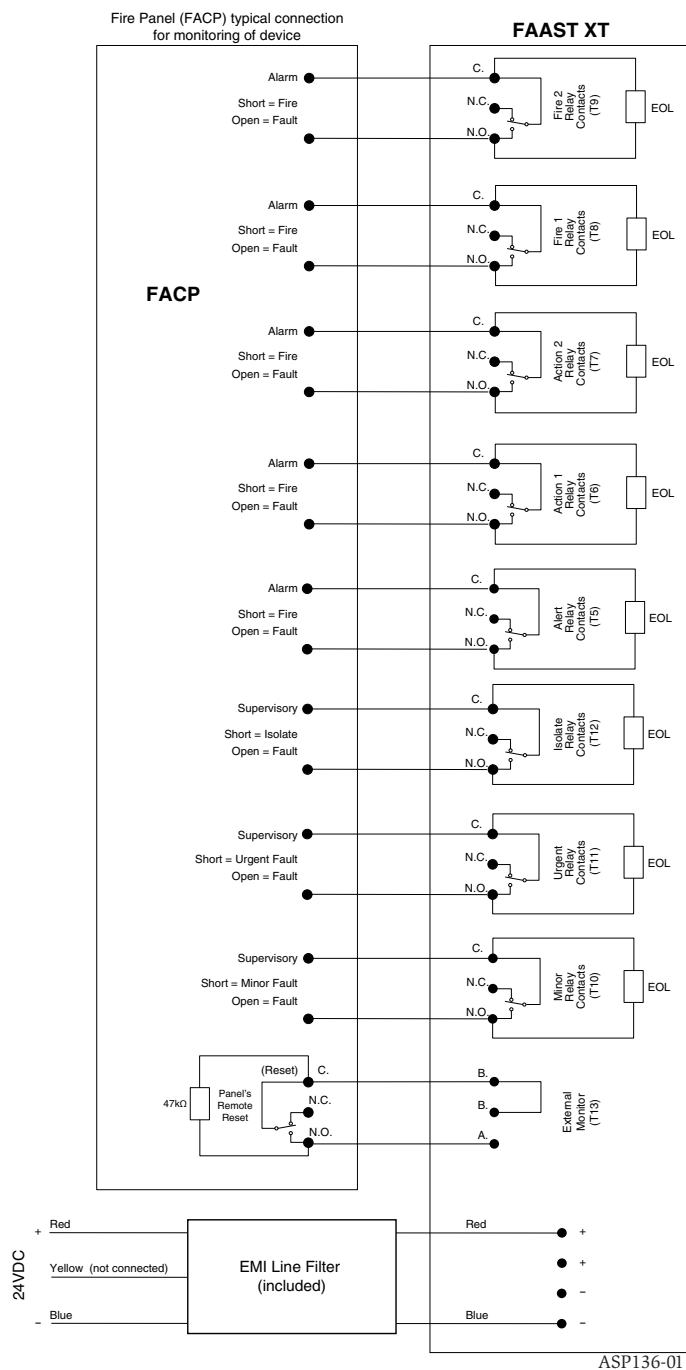 Fire Panel (FACP) typical connection
for monitoring of device
FAAST XT
FACP
Alarm
Short = Fire
Open = Fault
C.
N.C.
N.O.
Fire 2
Relay
Contacts
(T9)
EOL
Alarm
Short = Fire
Open = Fault
C.
N.C.
N.O.
Fire 1
Relay
Contacts
(T8)
EOL
Alarm
Short = Fire
Open = Fault
C.
N.C.
N.O.
Action 2
Relay
Contacts
(T7)
EOL
Alarm
Short = Fire
Open = Fault
C.
N.C.
N.O.
Action 1
Relay
Contacts
(T6)
EOL
Alarm
Short = Fire
Open = Fault
C.
N.C.
N.O.
Alert
Relay
Contacts
(T5)
EOL
Supervisory
Short = Isolate
Open = Fault
C.
N.C.
N.O.
Isolate
Relay
Contacts
(T12)
EOL
Supervisory
Short = Urgent Fault
Open = Fault
C.
N.C.
N.O.
Urgent
Relay
Contacts
(T11)
EOL
Supervisory
Short = Minor Fault
Open = Fault
C.
N.C.
N.O.
Minor
Relay
Contacts
(T10)
EOL
47kΩ
Panel's
Remote
Reset
(Reset)
C.
N.C.
N.O.
B.
B.
A.
External
Monitor
(T13)
24VDC
+ Red
Yellow (not connected)
− Blue
EMI Line Filter
(included)
Red
Blue
+
+
−
−
ASP136-01